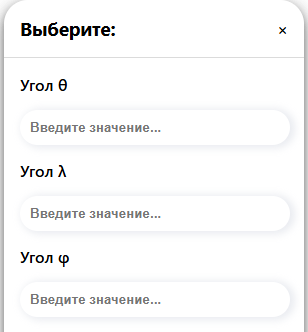 Выберите: ×
Угол θ
Введите значение...
Угол λ
Введите значение...
Угол φ
Введите значение...